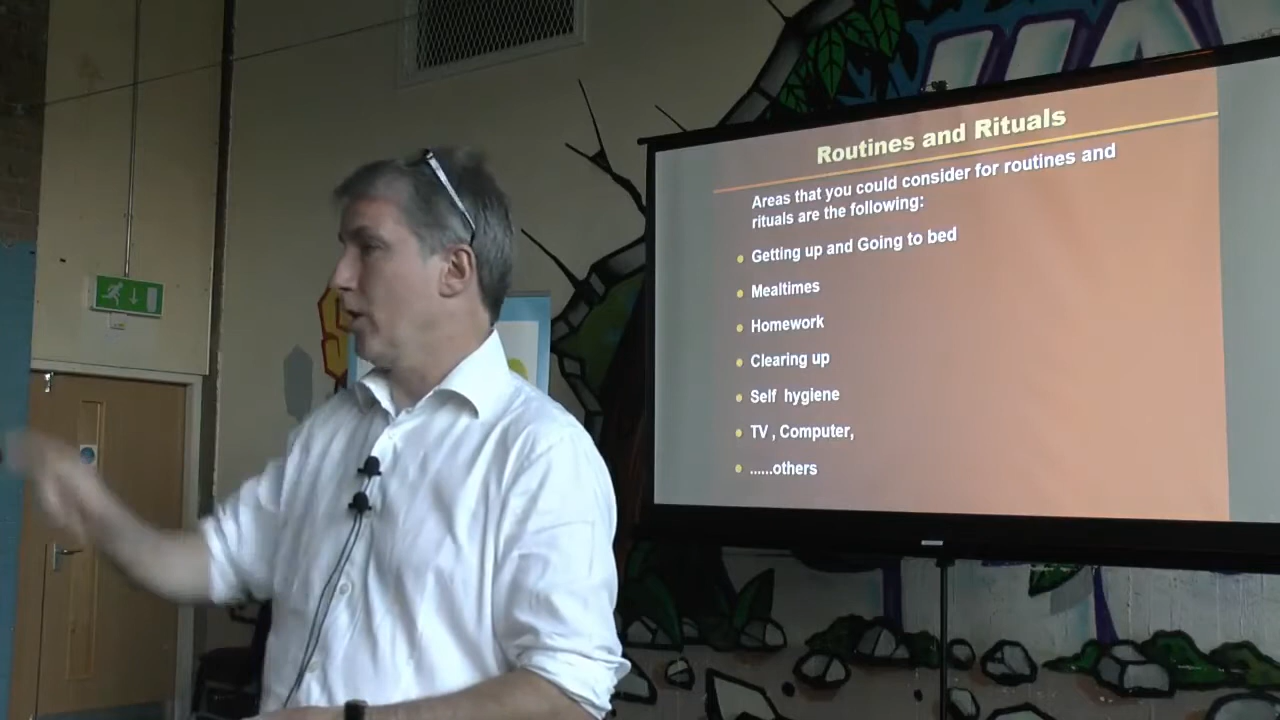 Routines and Rituals
Areas that you could consider for routines and
rituals are the following:
Getting up and Going to bed
Mealtimes
Homework
Clearing up
Self hygiene
TV , Computer,
......others